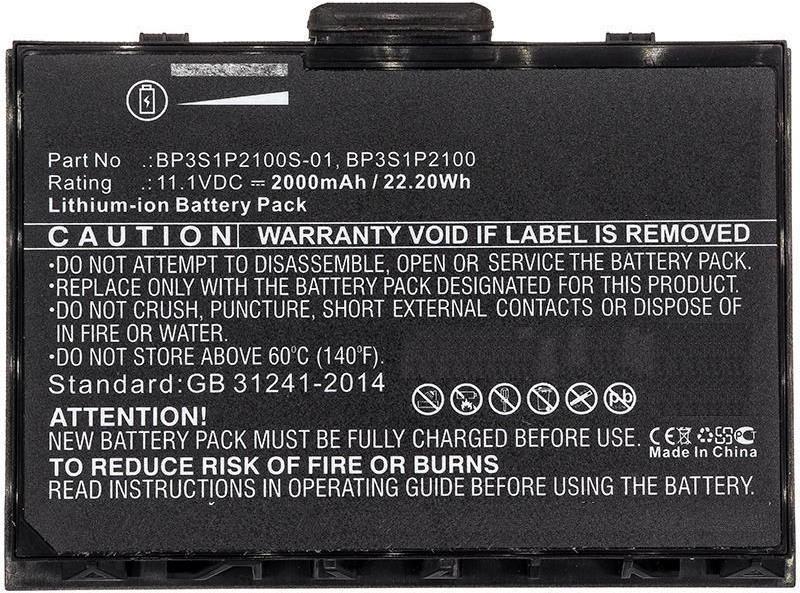 Part No .: BP3S1P2100S-01, BP3S1P2100
Rating .: 11.1VDC ⎓ 2000mAh / 22.20Wh
Lithium-ion Battery Pack
CAUTION WARRANTY VOID IF LABEL IS REMOVED
•DO NOT ATTEMPT TO DISASSEMBLE, OPEN OR SERVICE THE BATTERY PACK.
•REPLACE ONLY WITH THE BATTERY PACK DESIGNATED FOR THIS PRODUCT.
•DO NOT CRUSH, PUNCTURE, SHORT EXTERNAL CONTACTS OR DISPOSE OF
IN FIRE OR WATER.
•DO NOT STORE ABOVE 60°C (140°F).
Standard: GB 31241-2014
Pb
ATTENTION!
NEW BATTERY PACK MUST BE FULLY CHARGED BEFORE USE.
CE
Made In China
TO REDUCE RISK OF FIRE OR BURNS
READ INSTRUCTIONS IN OPERATING GUIDE BEFORE USING THE BATTERY.